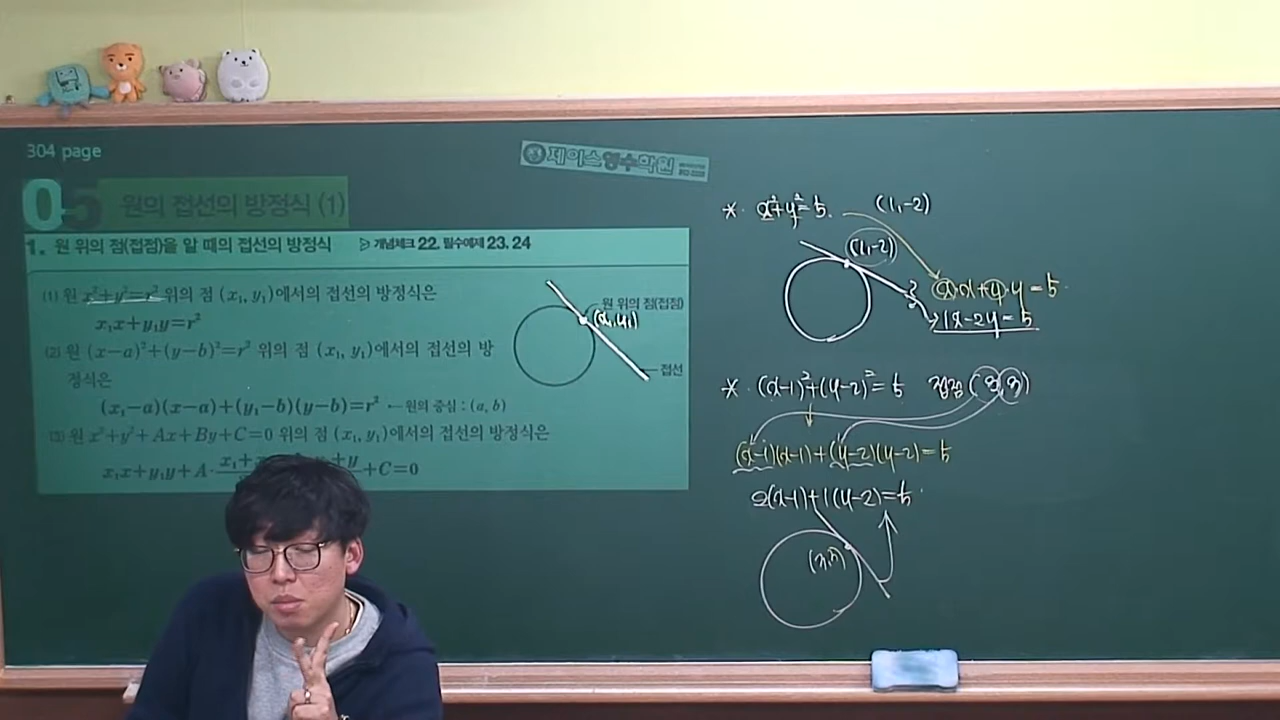 304 page
제이스영수학원
05 원의 접선의 방정식 (1)
1. 원 위의 점(접점)을 알 때의 접선의 방정식 ▷ 개념체크 22, 필수예제 23, 24
(1) 원 x²+y²=r² 위의 점 (x₁, y₁)에서의 접선의 방정식은
x₁x+y₁y=r²
(2) 원 (x-a)²+(y-b)²=r² 위의 점 (x₁, y₁)에서의 접선의 방
정식은
(x₁-a)(x-a)+(y₁-b)(y-b)=r² ←원의 중심 : (a, b)
(3) 원 x²+y²+Ax+By+C=0 위의 점 (x₁, y₁)에서의 접선의 방정식은
x₁x+y₁y+A·
+C=0
원 위의 점(접점)
(x₁,y₁)
접선
* x²+y²=5. (1,-2)
(1,-2)
?
x·x+y·y=5
1x-2y=5
* (x-1)²+(y-2)²=5 접점(3,3)
(x-1)(x-1)+(y-2)(y-2)=5
2(x-1)+1(y-2)=5
(3,3)